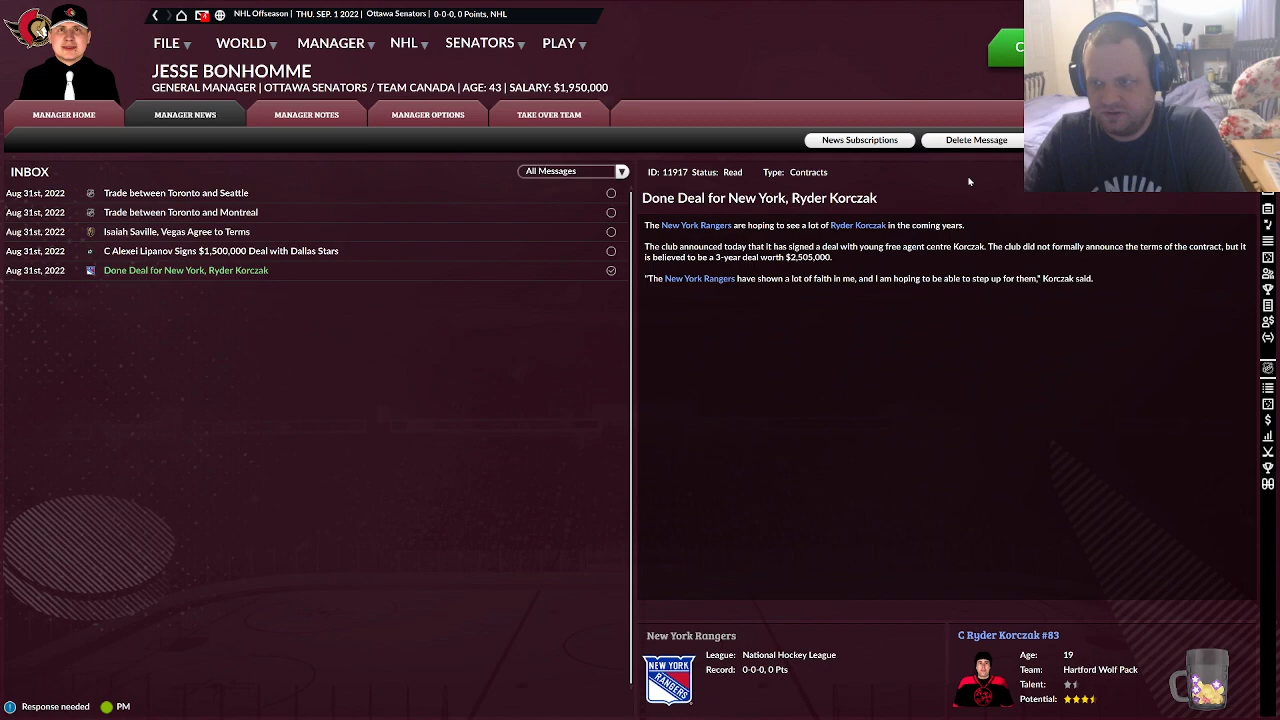 NHL Offseason | THU. SEP. 1 2022 | Ottawa Senators | 0-0-0, 0 Points, NHL
FILE WORLD MANAGER NHL SENATORS PLAY
JESSE BONHOMME
GENERAL MANAGER | OTTAWA SENATORS / TEAM CANADA | AGE: 43 | SALARY: $1,950,000
MANAGER HOME MANAGER NEWS MANAGER NOTES MANAGER OPTIONS TAKE OVER TEAM
News Subscriptions Delete Message
INBOX All Messages
Aug 31st, 2022 Trade between Toronto and Seattle
Aug 31st, 2022 Trade between Toronto and Montreal
Aug 31st, 2022 Isaiah Saville, Vegas Agree to Terms
Aug 31st, 2022 C Alexei Lipanov Signs $1,500,000 Deal with Dallas Stars
Aug 31st, 2022 Done Deal for New York, Ryder Korczak
ID: 11917 Status: Read Type: Contracts
Done Deal for New York, Ryder Korczak
The New York Rangers are hoping to see a lot of Ryder Korczak in the coming years.
The club announced today that it has signed a deal with young free agent centre Korczak. The club did not formally announce the terms of the contract, but it
is believed to be a 3-year deal worth $2,505,000.
"The New York Rangers have shown a lot of faith in me, and I am hoping to be able to step up for them," Korczak said.
New York Rangers
League: National Hockey League
Record: 0-0-0, 0 Pts
NEW YORK
RANGERS
C Ryder Korczak #83
Age: 19
Team: Hartford Wolf Pack
Talent:
Potential:
Response needed PM